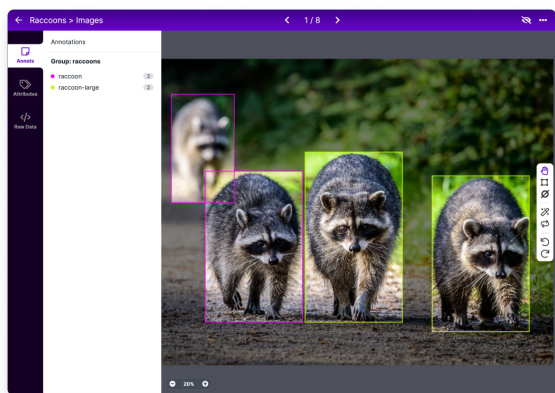 Raccoons > Images
1 / 8
Annots
Attributes
</>
Raw Data
Annotations
Group: raccoons
raccoon 2
raccoon-large 2
20%